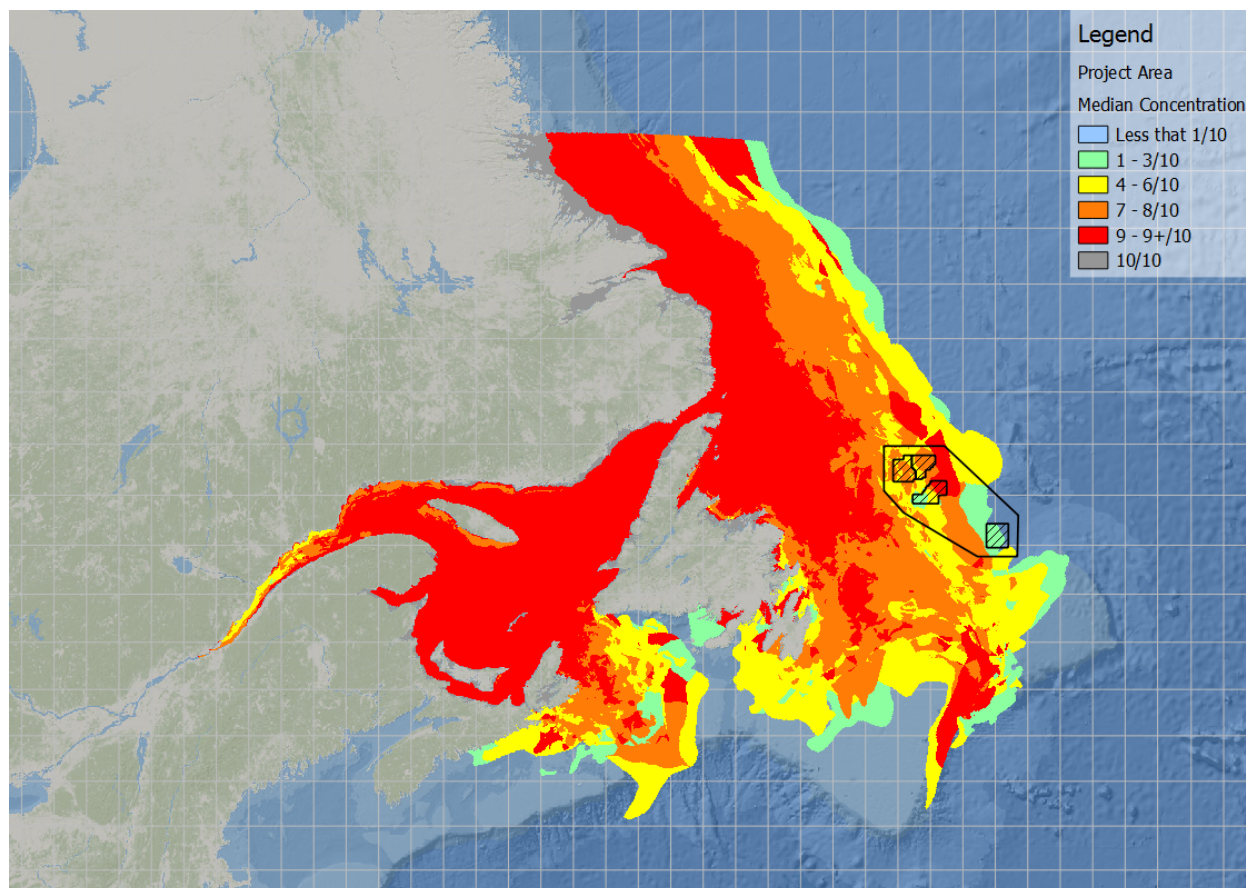 Legend
Project Area
Median Concentration
Less that 1/10
1 - 3/10
4 - 6/10
7 - 8/10
9 - 9+/10
10/10